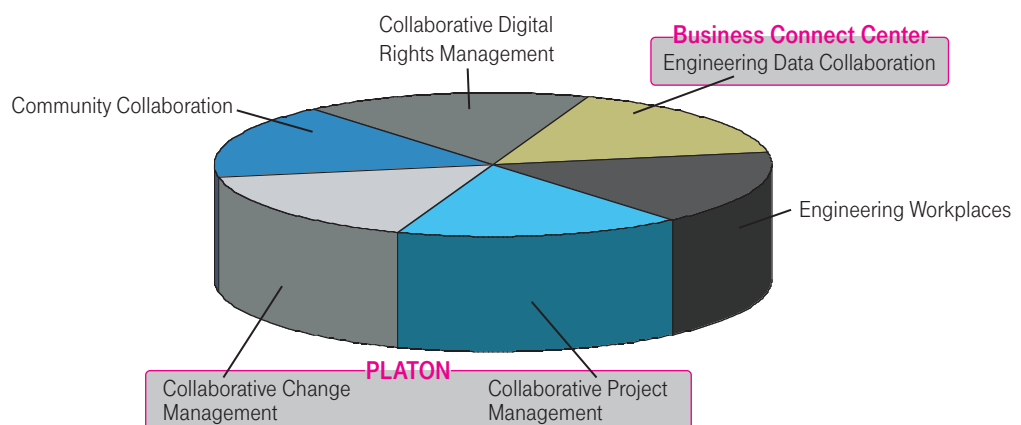 Collaborative Digital
Rights Management
Business Connect Center
Engineering Data Collaboration
Community Collaboration
Engineering Workplaces
PLATON
Collaborative Change
Management
Collaborative Project
Management